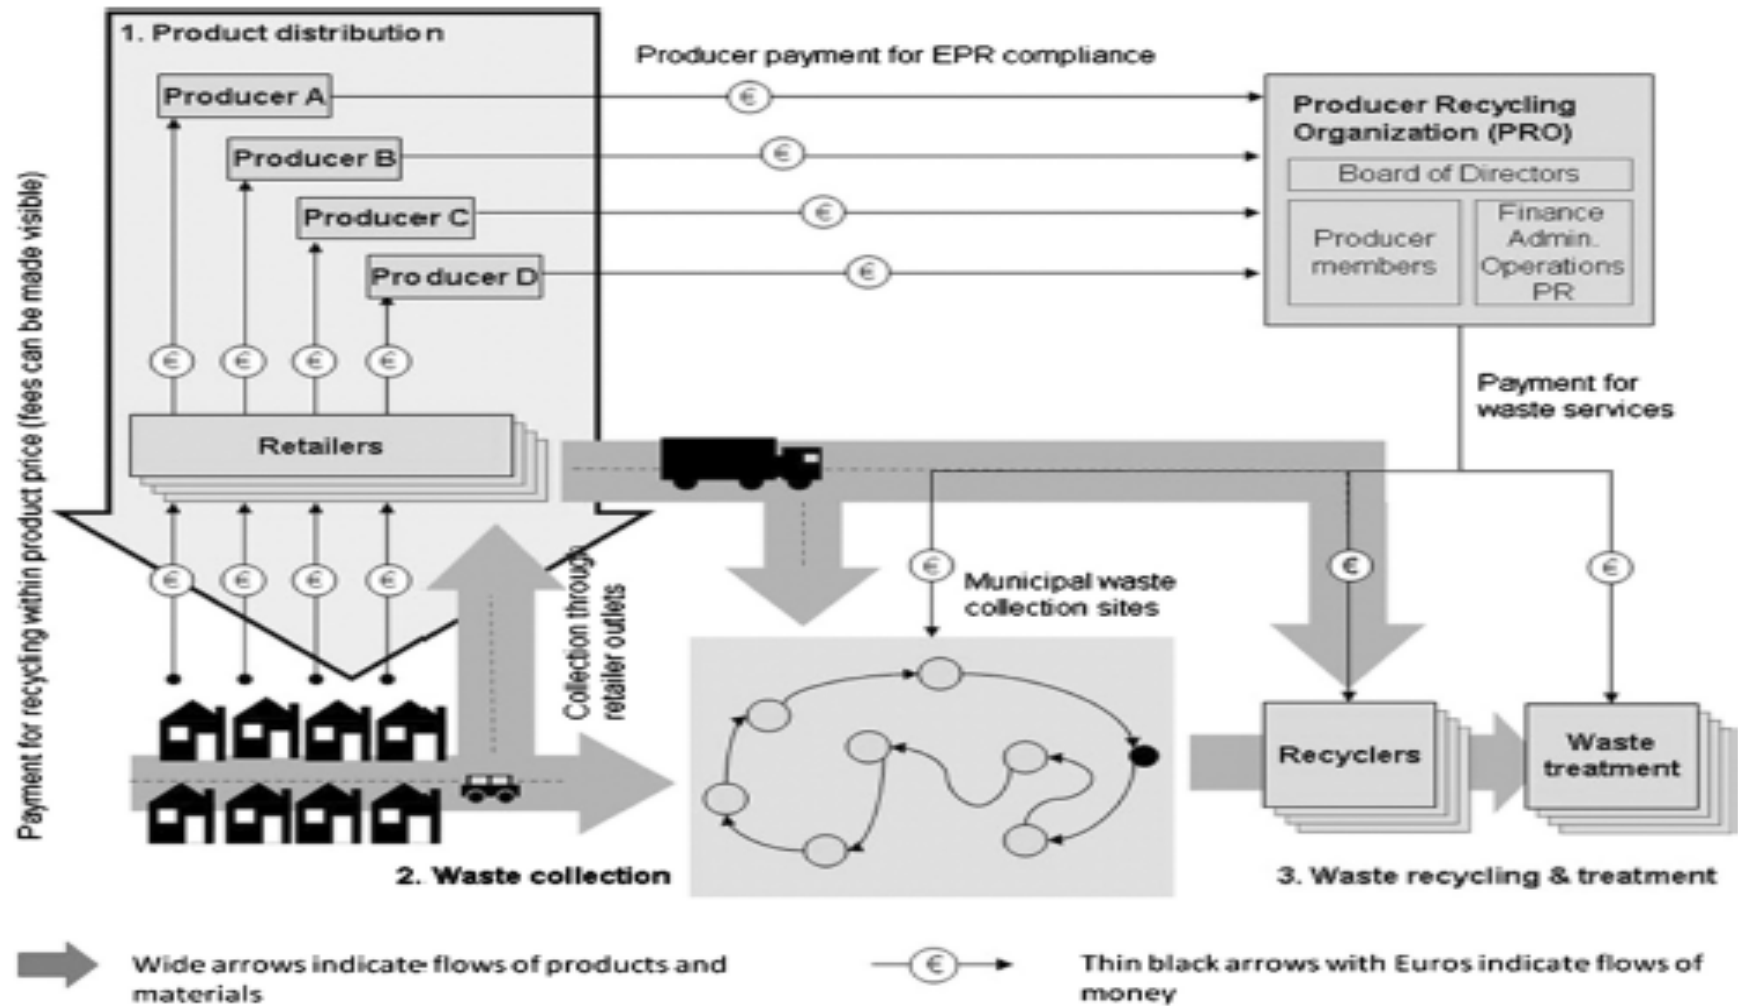 1. Product distribution
Producer payment for EPR compliance
Producer A
Producer B
Producer C
Producer D
Producer Recycling
Organization (PRO)
Board of Directors
Producer
members
Finance
Admin.
Operations
PR
Payment for recycling within product price (fees can be made visible)
€
€
€
€
€
€
€
€
Retailers
Payment for
waste services
€
€
€
€
€
€
€
Collection through
retailer outlets
Municipal waste
collection sites
Recyclers
Waste
treatment
2. Waste collection
3. Waste recycling & treatment
Wide arrows indicate flows of products and
materials
€
Thin black arrows with Euros indicate flows of
money